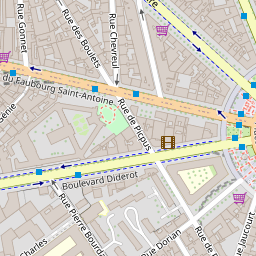 Rue Gonnet
Rue des Boulets
Rue Chevreul
du Faubourg Saint-Antoine
Rue de Picpus
Boulevard Diderot
Rue Pierre Bourda
Charles
Rue Dorian
Rue de
Rue Jaucourt